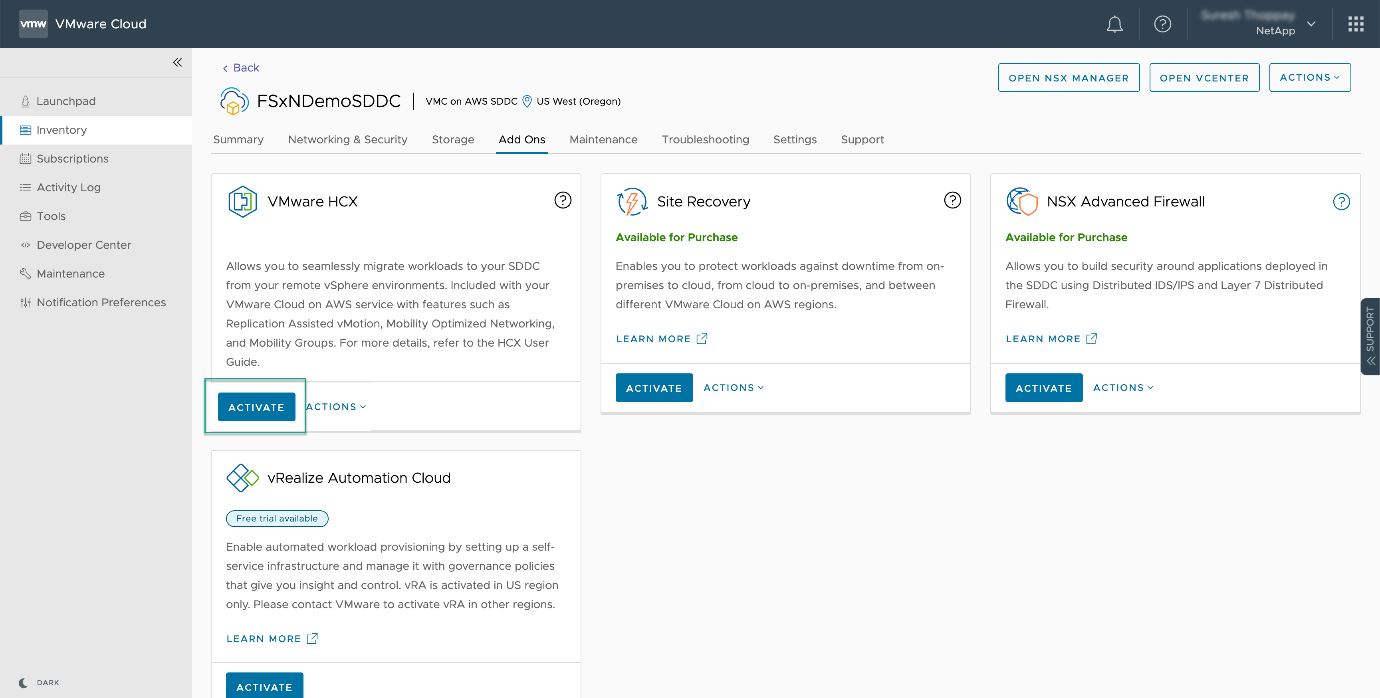 vmw VMware Cloud
NetApp
Launchpad
Inventory
Subscriptions
Activity Log
Tools
Developer Center
Maintenance
Notification Preferences
DARK
Back
FSxNDemoSDDC
VMC on AWS SDDC US West (Oregon)
OPEN NSX MANAGER OPEN VCENTER ACTIONS
Summary Networking & Security Storage Add Ons Maintenance Troubleshooting Settings Support
VMware HCX
Allows you to seamlessly migrate workloads to your SDDC
from your remote vSphere environments. Included with your
VMware Cloud on AWS service with features such as
Replication Assisted vMotion, Mobility Optimized Networking,
and Mobility Groups. For more details, refer to the HCX User
Guide.
ACTIVATE ACTIONS
Site Recovery
Available for Purchase
Enables you to protect workloads against downtime from on-
premises to cloud, from cloud to on-premises, and between
different VMware Cloud on AWS regions.
LEARN MORE
ACTIVATE ACTIONS
NSX Advanced Firewall
Available for Purchase
Allows you to build security around applications deployed in
the SDDC using Distributed IDS/IPS and Layer 7 Distributed
Firewall.
LEARN MORE
ACTIVATE ACTIONS
vRealize Automation Cloud
Free trial available
Enable automated workload provisioning by setting up a self-
service infrastructure and manage it with governance policies
that give you insight and control. vRA is activated in US region
only. Please contact VMware to activate vRA in other regions.
LEARN MORE
ACTIVATE
SUPPORT